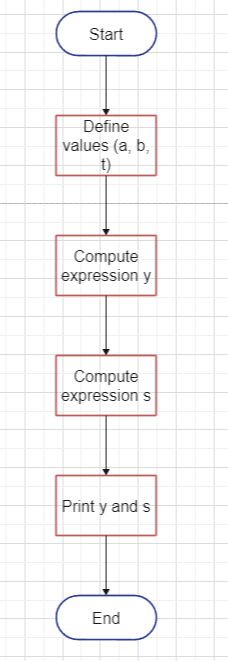 Start
Define
values (a, b,
t)
Compute
expression y
Compute
expression s
Print y and s
End